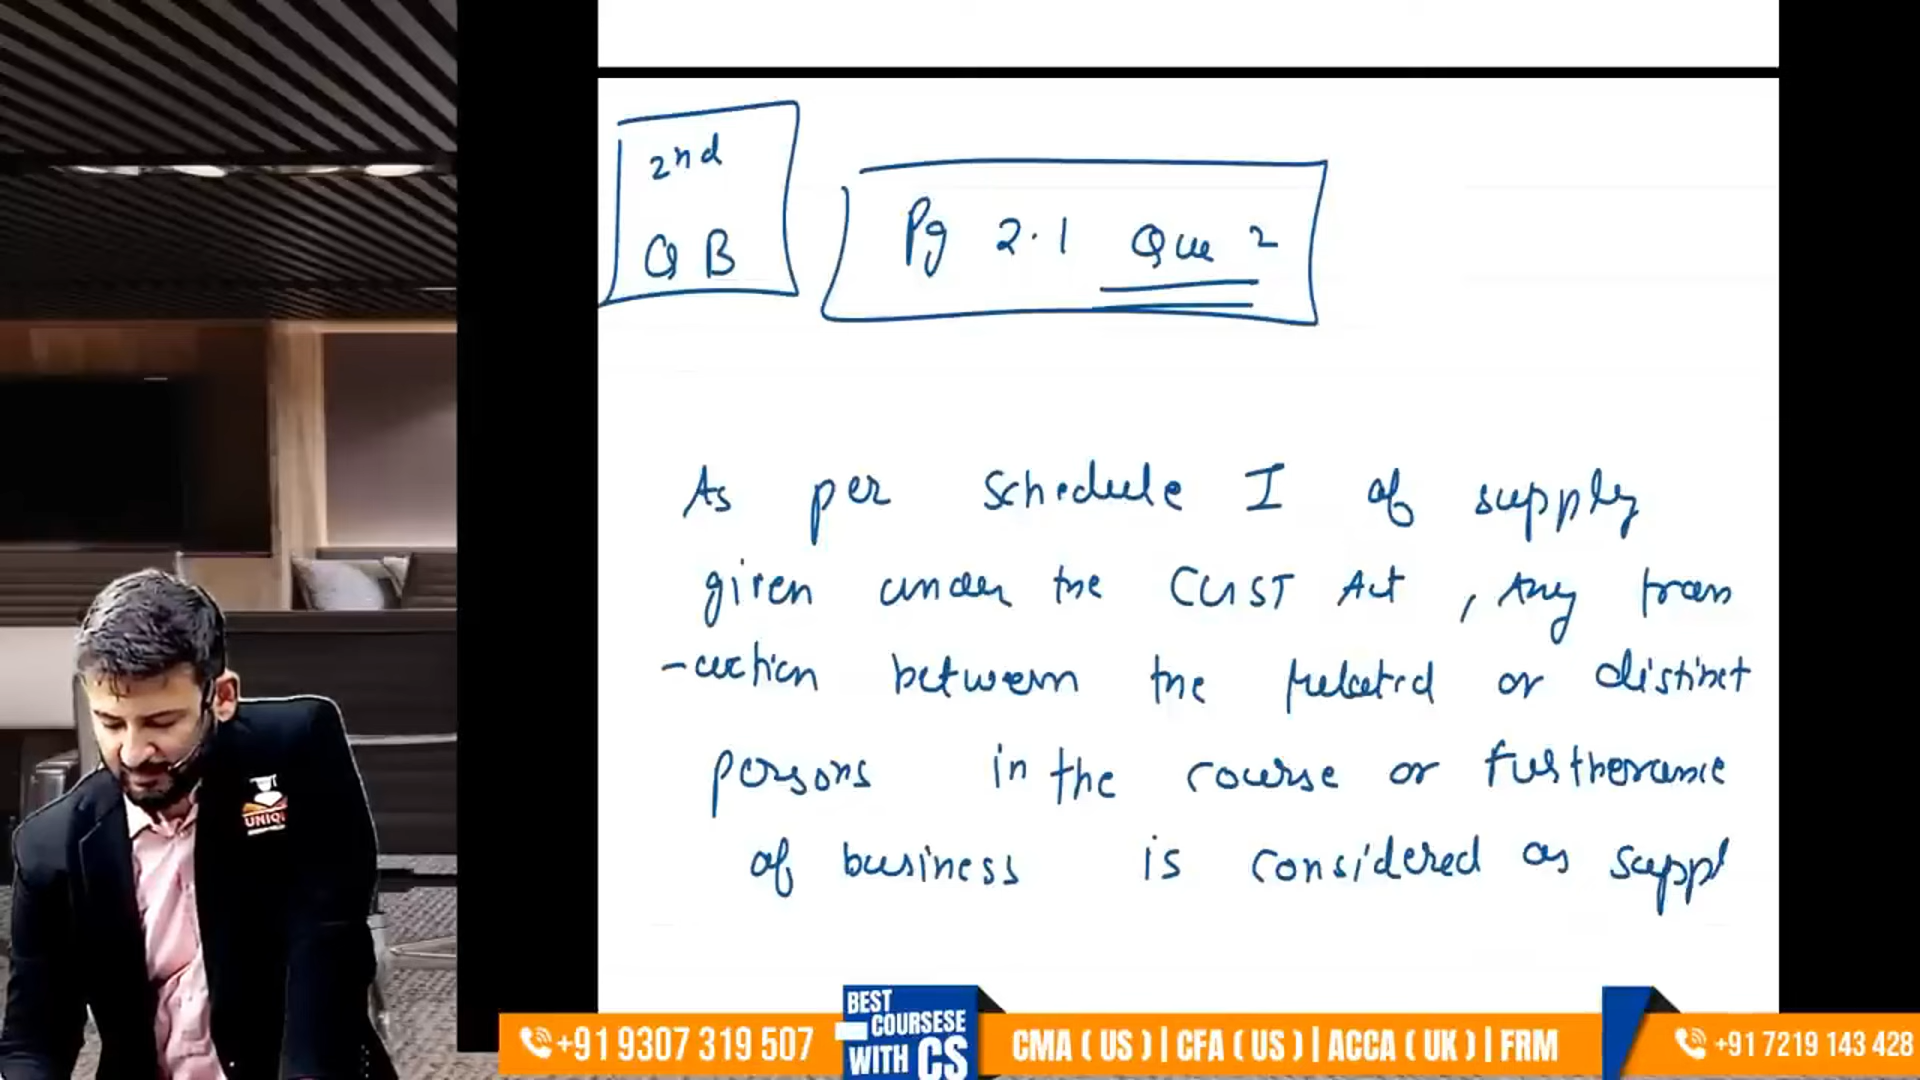 2nd
QB
Pg 2.1 Que 2
As per Schedule I of supply
given under the CGST Act, Any tran
-action between the related or distinct
persons in the course or furtherance
of business is considered as suppl
UNIQ
+91 9307 319 507
BEST
COURSESE
WITH CS
CMA ( US ) | CFA ( US ) | ACCA ( UK ) | FRM
+91 7219 143 428